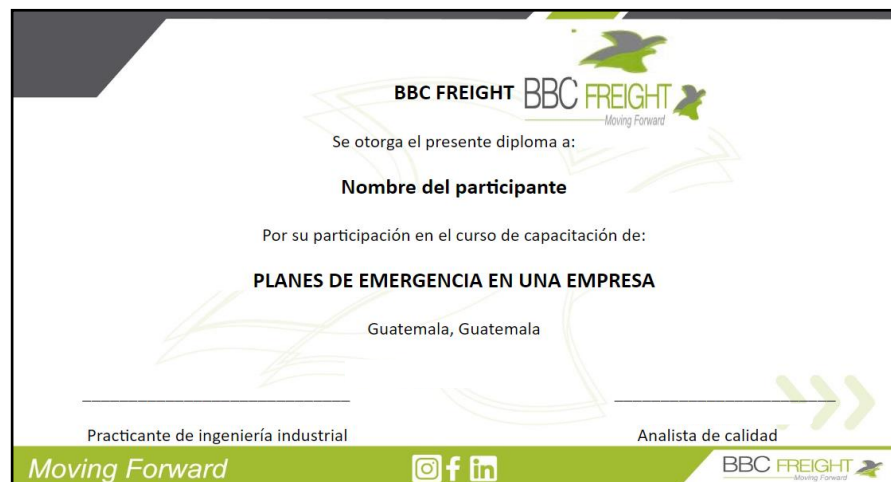 BBC FREIGHT BBC FREIGHT
Moving Forward
Se otorga el presente diploma a:
Nombre del participante
Por su participación en el curso de capacitación de:
PLANES DE EMERGENCIA EN UNA EMPRESA
Guatemala, Guatemala
Practicante de ingeniería industrial Analista de calidad
Moving Forward BBC FREIGHT
Moving Forward